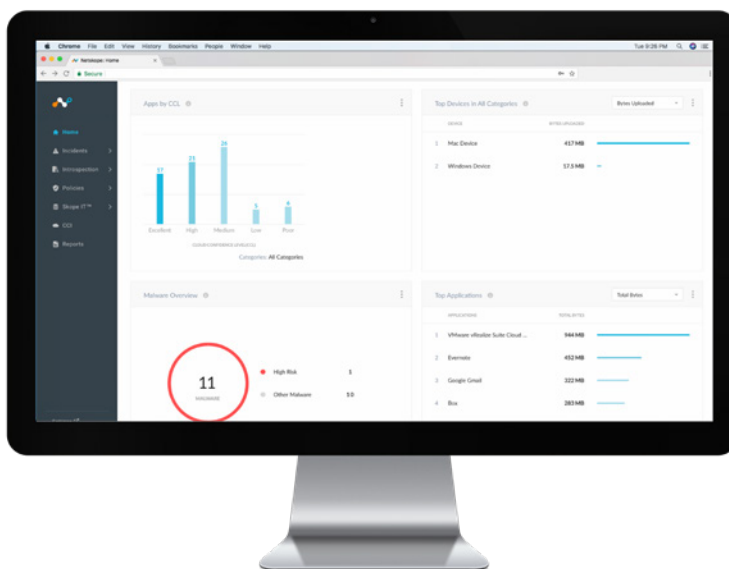 Chrome File Edit View History Bookmarks People Window Help
Tue 9:28 PM
Netskope: Home
Secure
Home
Incidents
Introspection
Policies
Skope IT™
CCI
Reports
Apps by CCL
17
21
26
5
4
Excellent High Medium Low Poor
Categories: All Categories
Top Devices in All Categories
Bytes Uploaded
DEVICE BYTES UPLOADED
1 Mac Device 417 MB
2 Windows Device 17.5 MB
Malware Overview
11
MALWARE
High Risk 1
Other Malware 10
Top Applications
Total Bytes
APPLICATIONS TOTAL BYTES
1 VMware vRealize Suite Cloud ... 944 MB
2 Evernote 452 MB
3 Google Gmail 322 MB
4 Box 283 MB